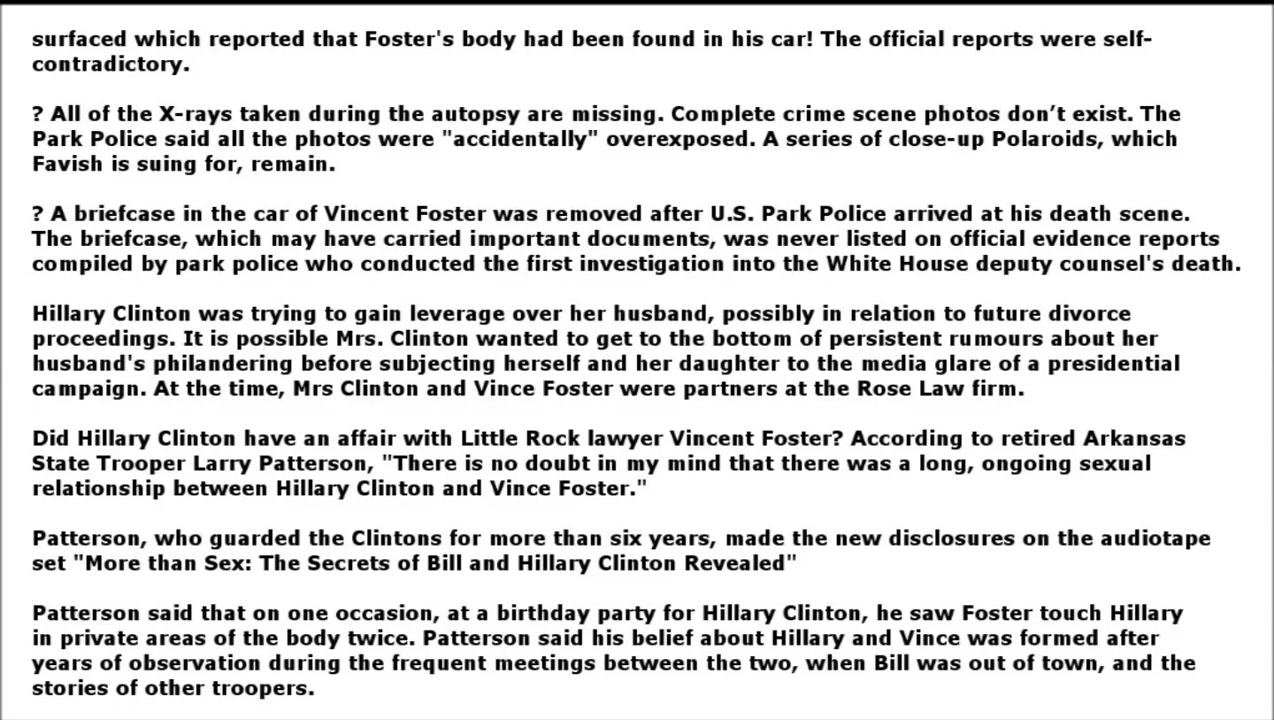 surfaced which reported that Foster's body had been found in his car! The official reports were self-
contradictory.
? All of the X-rays taken during the autopsy are missing. Complete crime scene photos don’t exist. The
Park Police said all the photos were "accidentally" overexposed. A series of close-up Polaroids, which
Favish is suing for, remain.
? A briefcase in the car of Vincent Foster was removed after U.S. Park Police arrived at his death scene.
The briefcase, which may have carried important documents, was never listed on official evidence reports
compiled by park police who conducted the first investigation into the White House deputy counsel's death.
Hillary Clinton was trying to gain leverage over her husband, possibly in relation to future divorce
proceedings. It is possible Mrs. Clinton wanted to get to the bottom of persistent rumours about her
husband's philandering before subjecting herself and her daughter to the media glare of a presidential
campaign. At the time, Mrs Clinton and Vince Foster were partners at the Rose Law firm.
Did Hillary Clinton have an affair with Little Rock lawyer Vincent Foster? According to retired Arkansas
State Trooper Larry Patterson, "There is no doubt in my mind that there was a long, ongoing sexual
relationship between Hillary Clinton and Vince Foster."
Patterson, who guarded the Clintons for more than six years, made the new disclosures on the audiotape
set "More than Sex: The Secrets of Bill and Hillary Clinton Revealed"
Patterson said that on one occasion, at a birthday party for Hillary Clinton, he saw Foster touch Hillary
in private areas of the body twice. Patterson said his belief about Hillary and Vince was formed after
years of observation during the frequent meetings between the two, when Bill was out of town, and the
stories of other troopers.